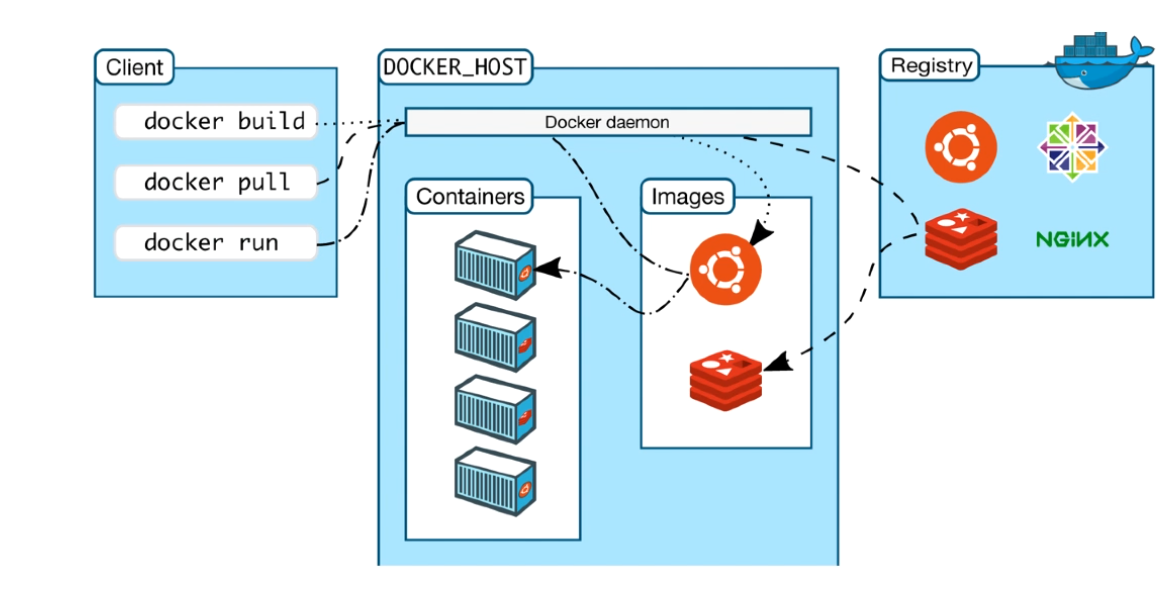 Client
docker build
docker pull
docker run
DOCKER_HOST
Docker daemon
Containers
Images
Registry
NGiNX